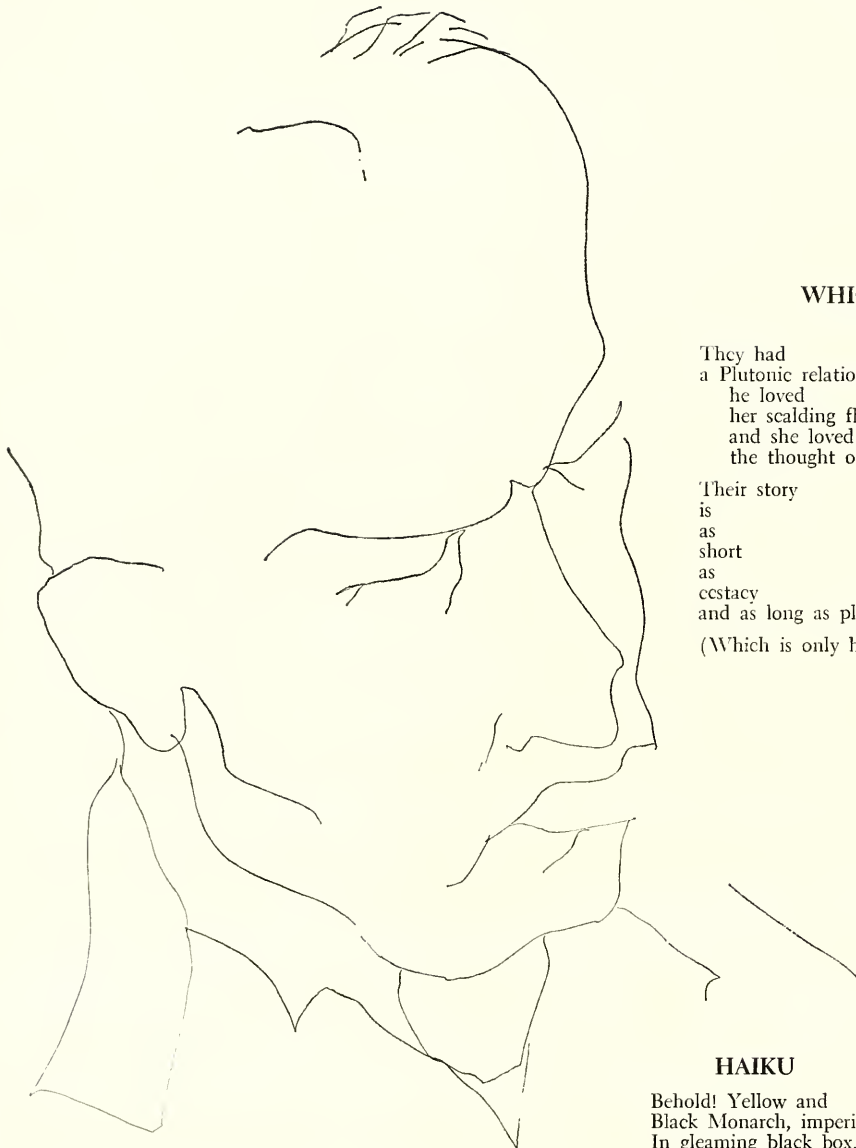 WHI
They had
a Plutonic relatio
he loved
her scalding fl
and she loved
the thought o
Their story
is
as
short
as
ecstacy
and as long as pl
(Which is only h
HAIKU
Behold! Yellow and
Black Monarch, imperi
In gleaming black box.